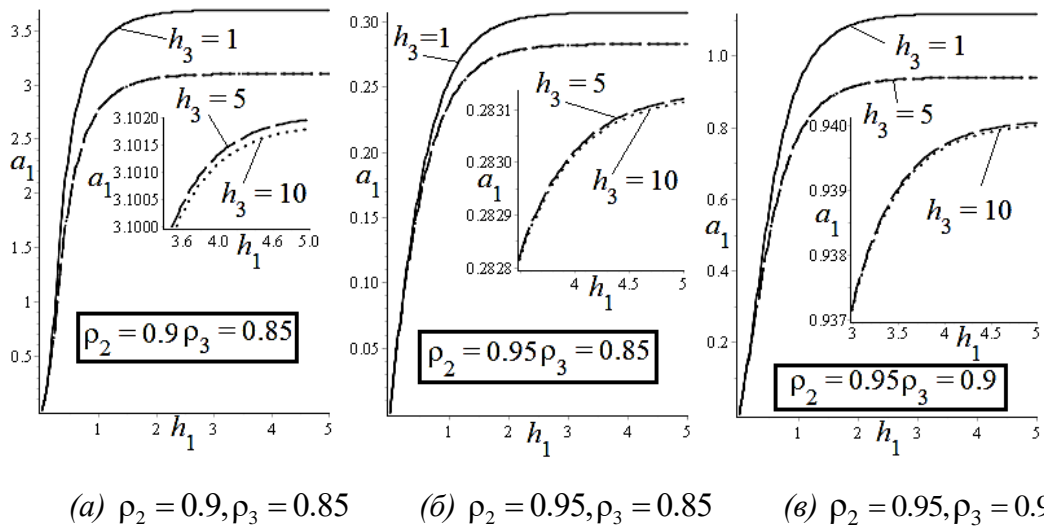 3.5
3
2.5
a₁
2
1.5
1
0.5
h₃ = 1
h₃ = 5
3.1020
3.1015
a₁
3.1010
3.1005
3.1000
h₃ = 10
3.6 4.0 4.5 5.0
h₁
ρ₂ = 0.9 ρ₃ = 0.85
1 2 3 4 5
h₁
0.30
0.25
0.20
a₁
0.15
0.10
0.05
h₃=1
h₃ = 5
0.2831
0.2830
a₁
0.2829
0.2828
h₃ = 10
4 4.5 5
h₁
ρ₂ = 0.95 ρ₃ = 0.85
1 2 3 4 5
h₁
1.0
0.8
0.6
a₁
0.4
0.2
h₃ = 1
h₃ = 5
0.940
0.939
a₁
0.938
0.937
h₃ = 10
3 3.5 4 4.5 5
h₁
ρ₂ = 0.95 ρ₃ = 0.9
1 2 3 4 5
h₁
(а) ρ₂ = 0.9, ρ₃ = 0.85
(б) ρ₂ = 0.95, ρ₃ = 0.85
(в) ρ₂ = 0.95, ρ₃ = 0.9